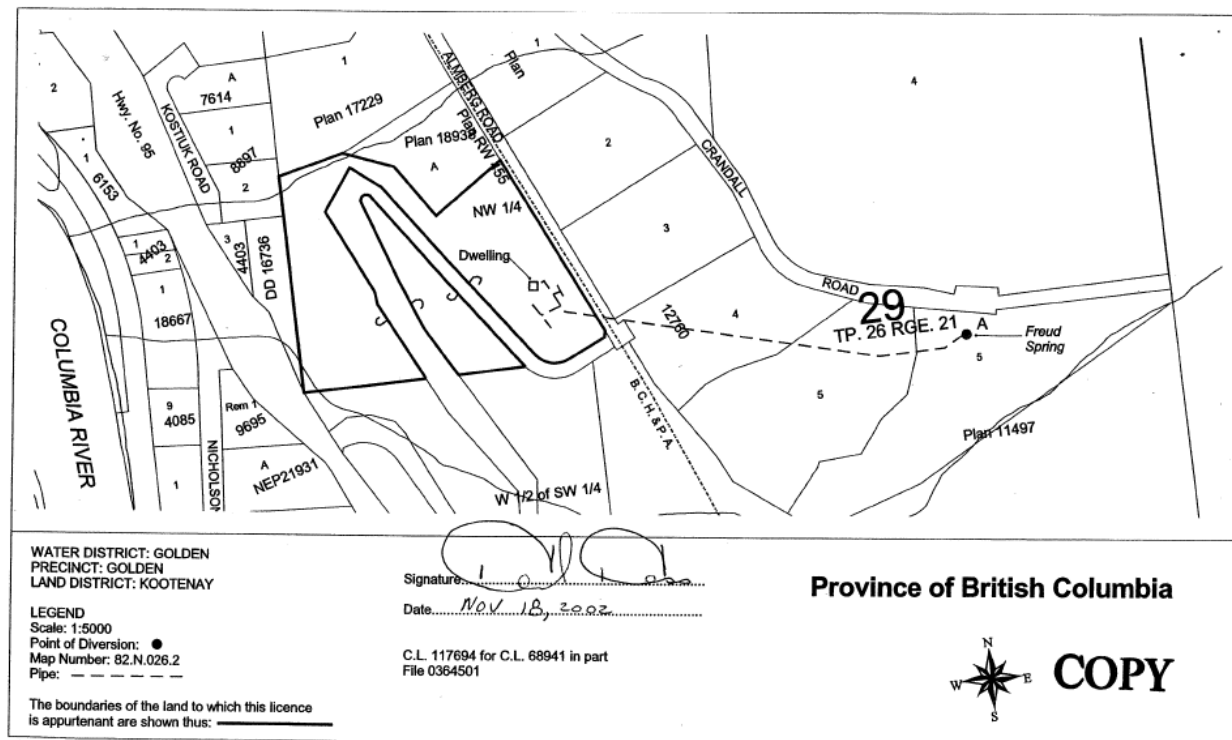 2
Hwy. No. 95
KOSTIUK ROAD
A
7614
1
8897
2
1
Plan 17229
ALMBERG ROAD
Plan RW 455
Plan
1
Plan 18938
A
2
CRANDALL
ROAD
4
1
6153
1
4403
2
3
4403
DD 16736
NW 1/4
Dwelling
3
1
18667
4
12760
29
TP. 26 RGE. 21
A
Freud
Spring
5
5
COLUMBIA RIVER
9
4085
Rem 1
9695
B. C. H. & P. A.
Plan 11497
1
NICHOLSON
A
NEP21931
W 1/2 of SW 1/4
WATER DISTRICT: GOLDEN
PRECINCT: GOLDEN
LAND DISTRICT: KOOTENAY
LEGEND
Scale: 1:5000
Point of Diversion:
Map Number: 82.N.026.2
Pipe:
The boundaries of the land to which this licence
is appurtenant are shown thus:
Signature
Date NOV 18, 2002
C.L. 117694 for C.L. 68941 in part
File 0364501
Province of British Columbia
N
W E
S
COPY